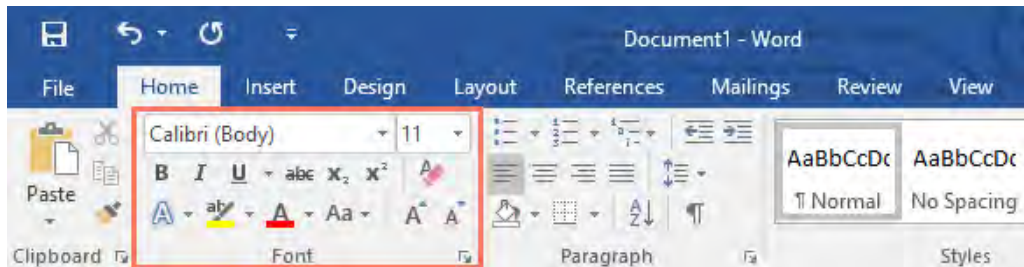 Document1 - Word
File Home Insert Design Layout References Mailings Review View
Calibri (Body) 11
Paste
B I U abc X₂ X²
A ab A Aa A A
AaBbCcDc AaBbCcDc
¶ Normal No Spacing
Clipboard Font Paragraph Styles